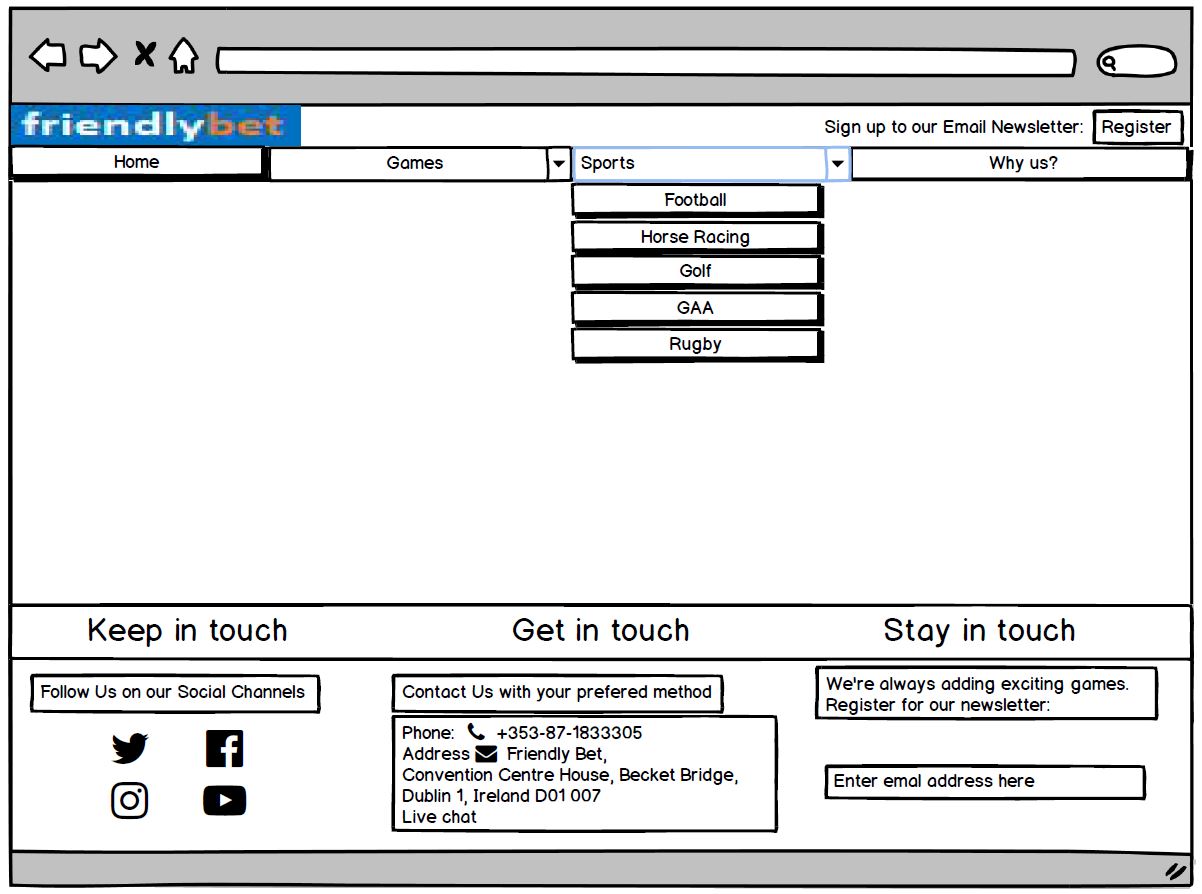 friendlybet
Sign up to our Email Newsletter: Register
Home Games Sports Why us?
Football
Horse Racing
Golf
GAA
Rugby
Keep in touch Get in touch Stay in touch
Follow Us on our Social Channels
Contact Us with your prefered method
Phone: +353-87-1833305
Address Friendly Bet,
Convention Centre House, Becket Bridge,
Dublin 1, Ireland D01 007
Live chat
We're always adding exciting games.
Register for our newsletter:
Enter emal address here